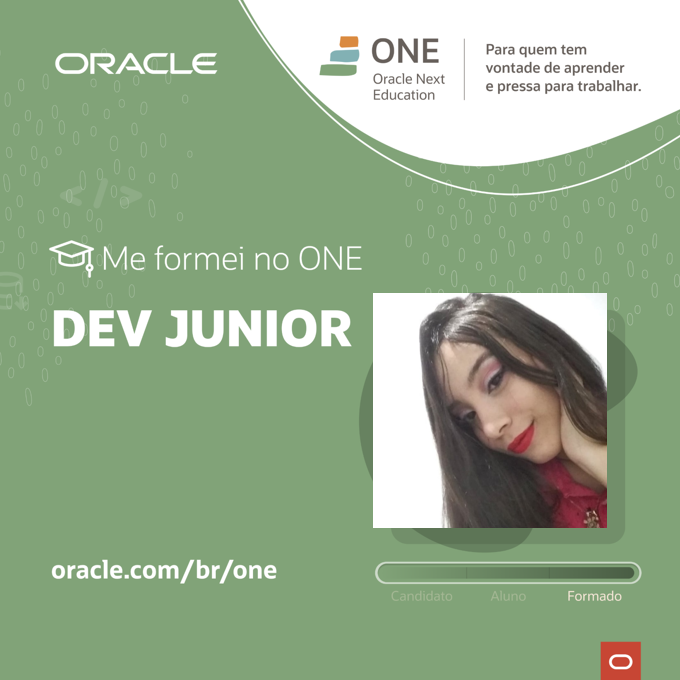 ORACLE
ONE
Oracle Next
Education
Para quem tem
vontade de aprender
e pressa para trabalhar.
</>
Me formei no ONE
DEV JUNIOR
oracle.com/br/one
Candidato Aluno Formado